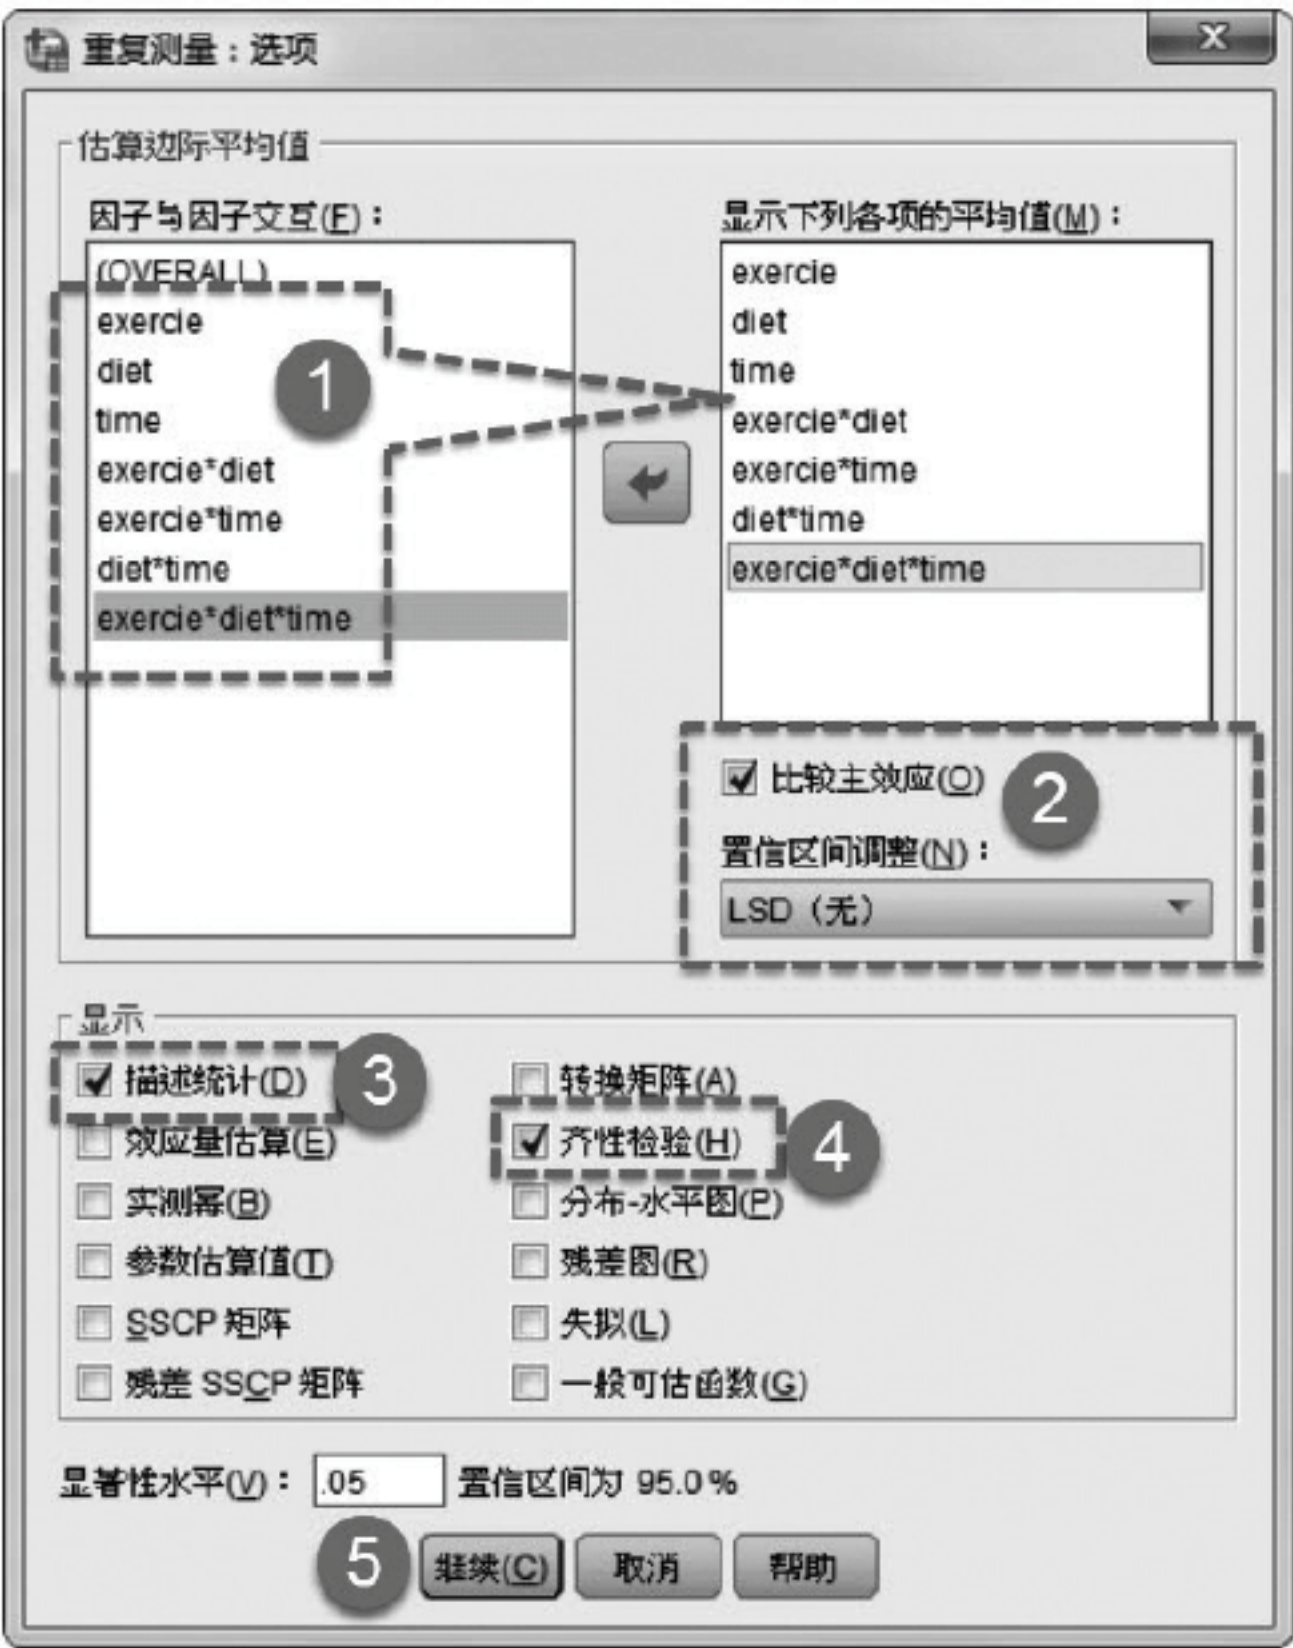 重复测量：选项
估算边际平均值
因子与因子交互(F)：
(OVERALL)
exercie
diet
time
exercie*diet
exercie*time
diet*time
exercie*diet*time
1
显示下列各项的平均值(M)：
exercie
diet
time
exercie*diet
exercie*time
diet*time
exercie*diet*time
比较主效应(O)
2
置信区间调整(N)：
LSD（无）
显示
描述统计(D)
3
转换矩阵(A)
效应量估算(E)
齐性检验(H)
4
实测幂(B)
分布-水平图(P)
参数估算值(T)
残差图(R)
SSCP 矩阵
失拟(L)
残差 SSCP 矩阵
一般可估函数(G)
显著性水平(V)： .05 置信区间为 95.0 %
5
继续(C) 取消 帮助